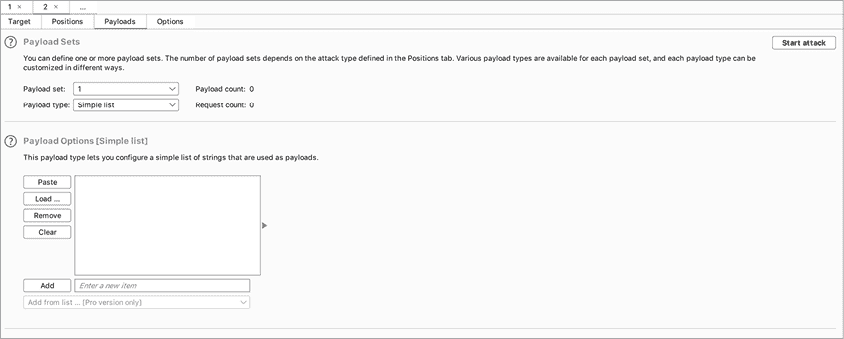 1 × 2 × ...
Target Positions Payloads Options
? Payload Sets Start attack
You can define one or more payload sets. The number of payload sets depends on the attack type defined in the Positions tab. Various payload types are available for each payload set, and each payload type can be
customized in different ways.
Payload set: 1 Payload count: 0
Payload type: Simple list Request count: 0
? Payload Options [Simple list]
This payload type lets you configure a simple list of strings that are used as payloads.
Paste
Load ...
Remove
Clear
Add Enter a new item
Add from list ... [Pro version only]